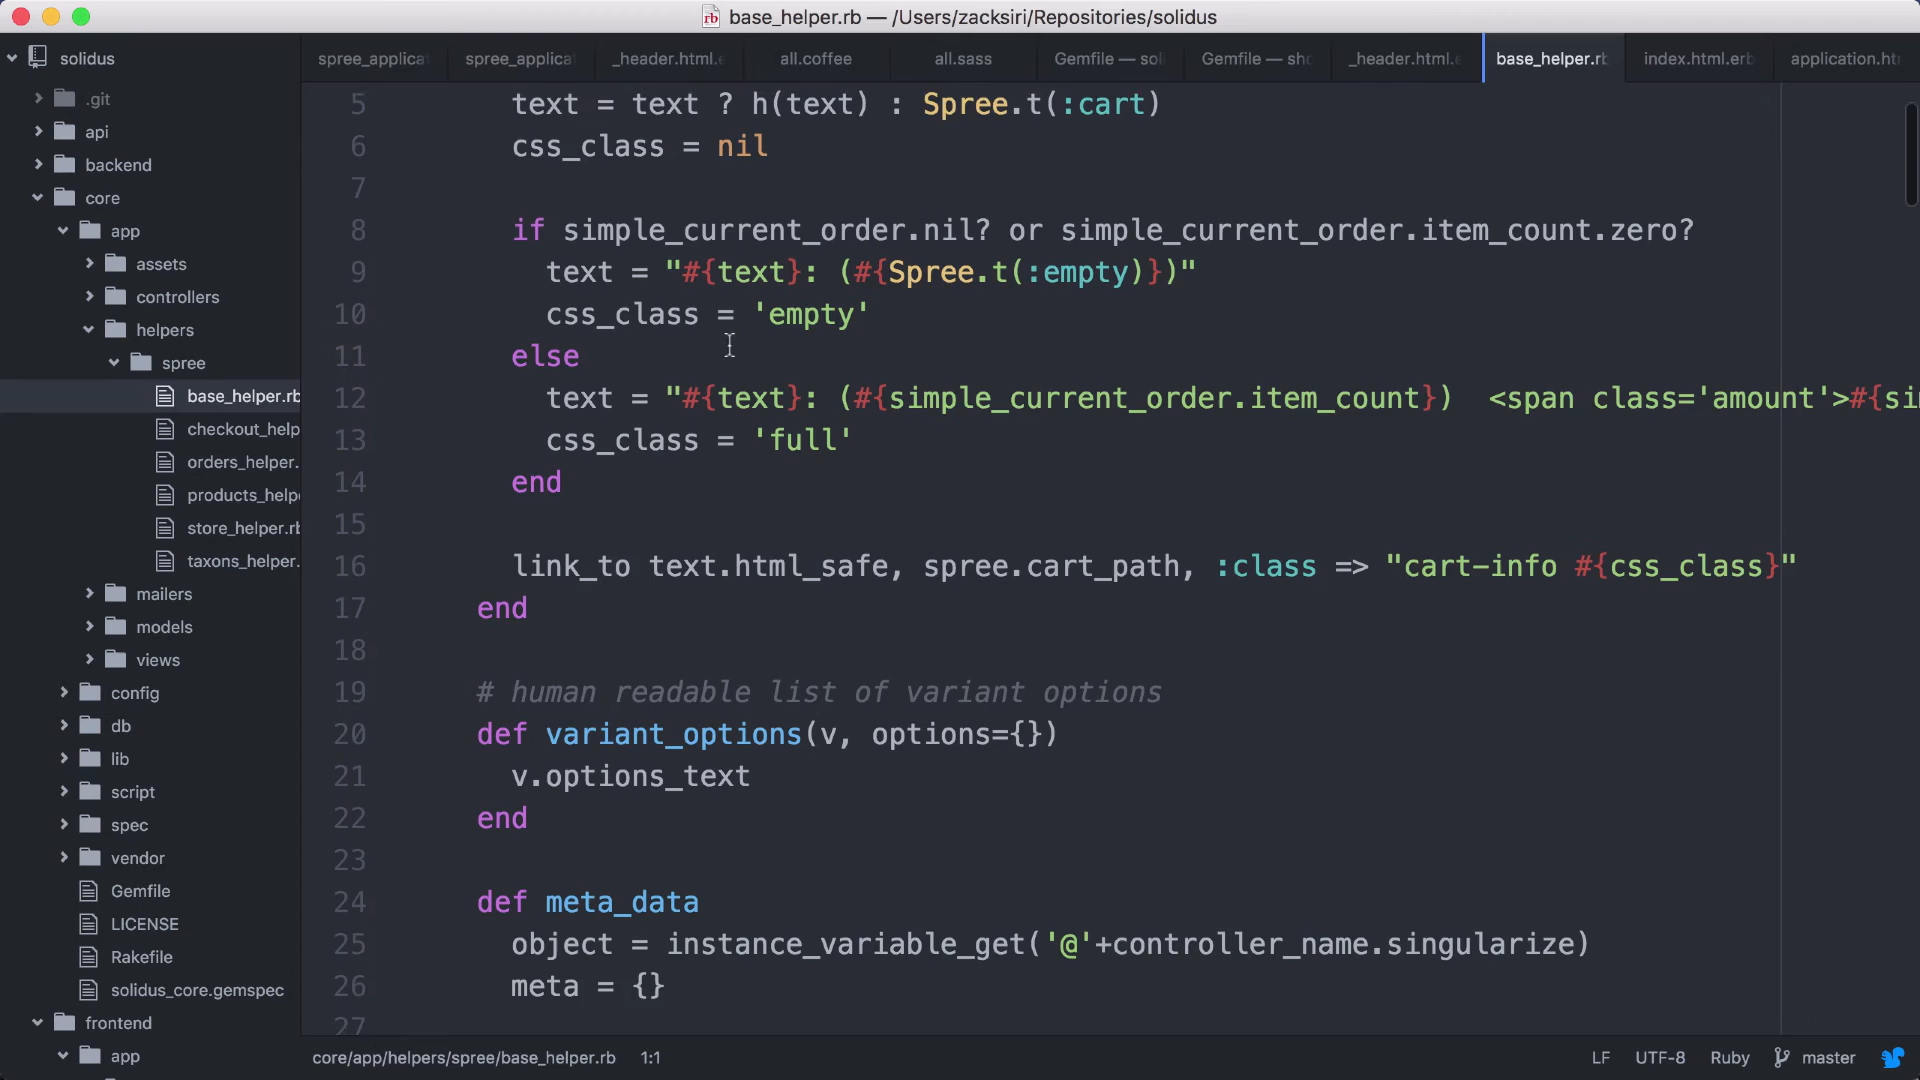 base_helper.rb — /Users/zacksiri/Repositories/solidus
solidus
spree_applica
spree_applica
_header.html.e
all.coffee
all.sass
Gemfile — soli
Gemfile — sho
_header.html.e
base_helper.rb
index.html.erb
application.ht
.git
api
backend
core
app
assets
controllers
helpers
spree
base_helper.rb
checkout_help
orders_helper.
products_helpe
store_helper.rb
taxons_helper.
mailers
models
views
config
db
lib
script
spec
vendor
Gemfile
LICENSE
Rakefile
solidus_core.gemspec
frontend
app
5 text = text ? h(text) : Spree.t(:cart)
6 css_class = nil
7
8 if simple_current_order.nil? or simple_current_order.item_count.zero?
9 text = "#{text}: (#{Spree.t(:empty)})"
10 css_class = 'empty'
11 else
12 text = "#{text}: (#{simple_current_order.item_count})  <span class='amount'>#{si
13 css_class = 'full'
14 end
15
16 link_to text.html_safe, spree.cart_path, :class => "cart-info #{css_class}"
17 end
18
19 # human readable list of variant options
20 def variant_options(v, options={})
21 v.options_text
22 end
23
24 def meta_data
25 object = instance_variable_get('@'+controller_name.singularize)
26 meta = {}
27
core/app/helpers/spree/base_helper.rb 1:1
LF UTF-8 Ruby master